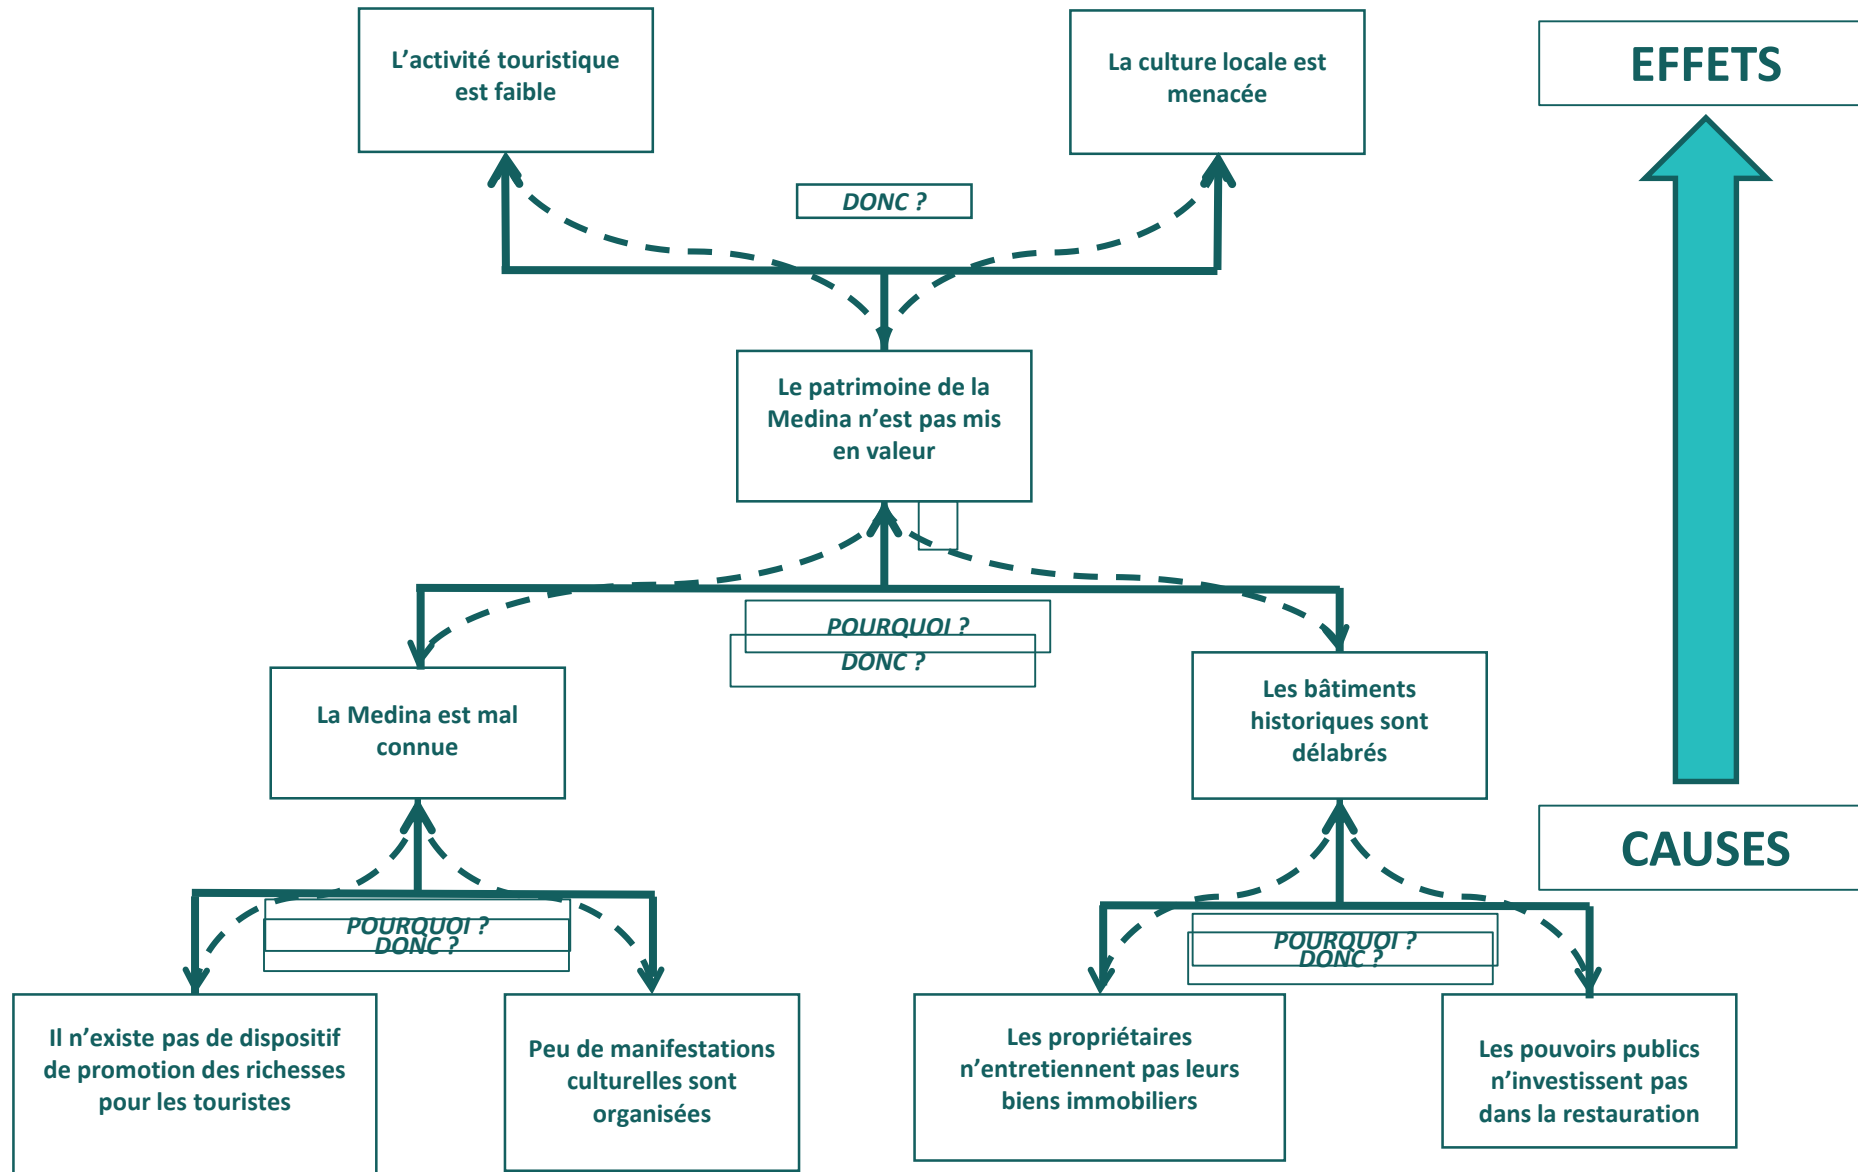 L’activité touristique
est faible
La culture locale est
menacée
EFFETS
DONC ?
Le patrimoine de la
Medina n’est pas mis
en valeur
POURQUOI ?
DONC ?
La Medina est mal
connue
Les bâtiments
historiques sont
délabrés
CAUSES
POURQUOI ?
DONC ?
POURQUOI ?
DONC ?
Il n’existe pas de dispositif
de promotion des richesses
pour les touristes
Peu de manifestations
culturelles sont
organisées
Les propriétaires
n’entretiennent pas leurs
biens immobiliers
Les pouvoirs publics
n’investissent pas
dans la restauration